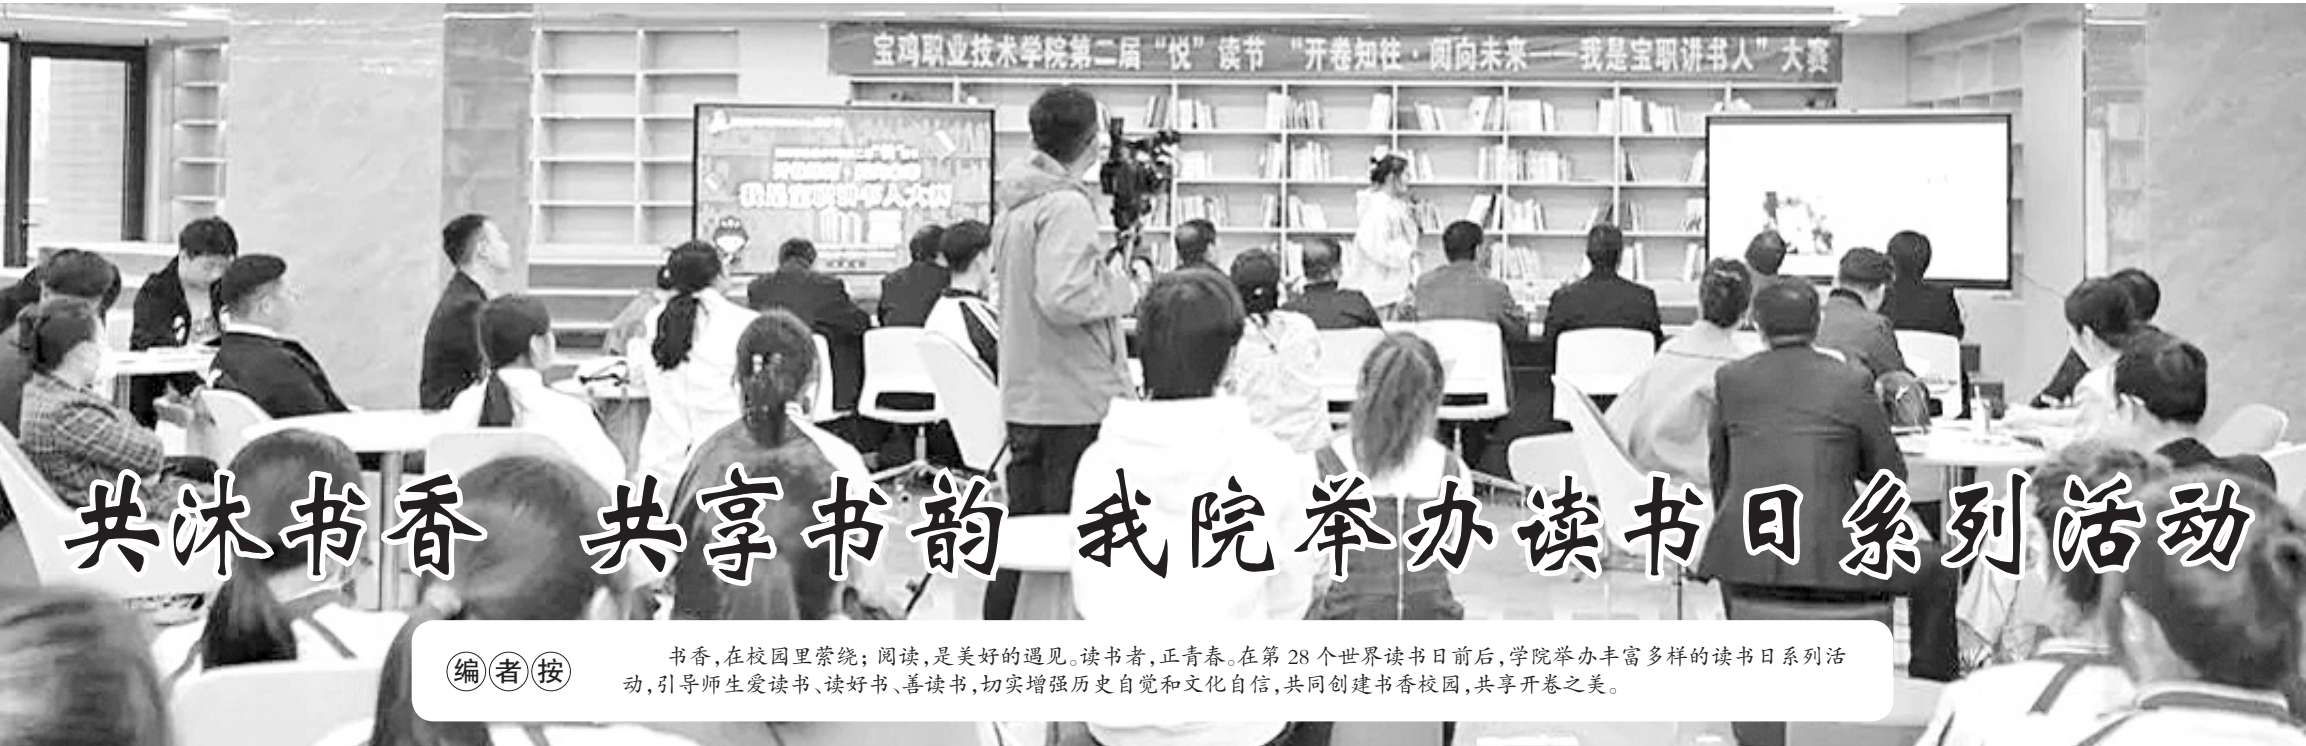 宝鸡职业技术学院第二届“悦”读节 “开卷知往·阅向未来——我是宝职讲书人”大赛
我是宝职讲书人大赛
共沐书香 共享书韵 我院举办读书日系列活动
编者按
书香,在校园里萦绕;阅读,是美好的遇见。读书者,正青春。在第 28 个世界读书日前后,学院举办丰富多样的读书日系列活
动,引导师生爱读书、读好书、善读书,切实增强历史自觉和文化自信,共同创建书香校园,共享开卷之美。